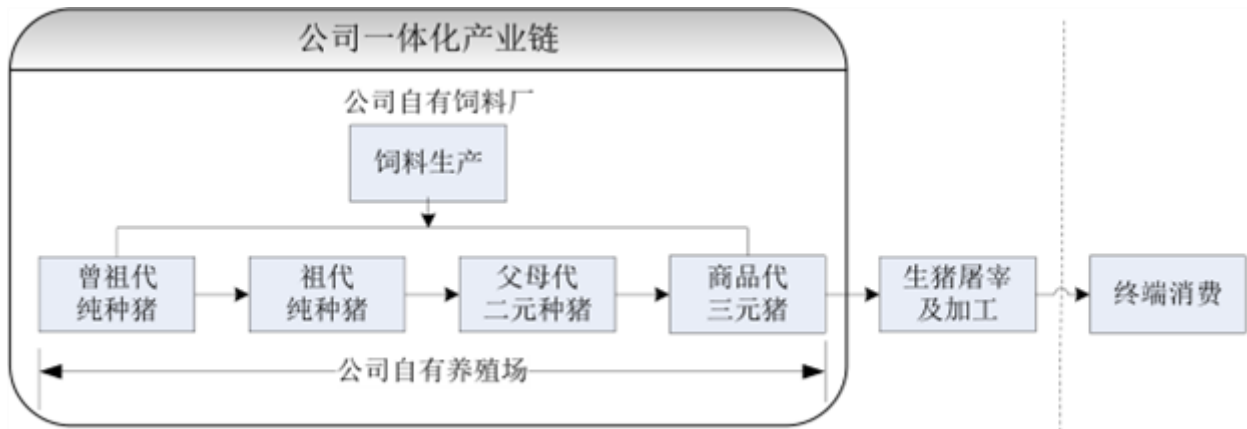 公司一体化产业链
公司自有饲料厂
饲料生产
曾祖代
纯种猪
祖代
纯种猪
父母代
二元种猪
商品代
三元猪
生猪屠宰
及加工
终端消费
公司自有养殖场